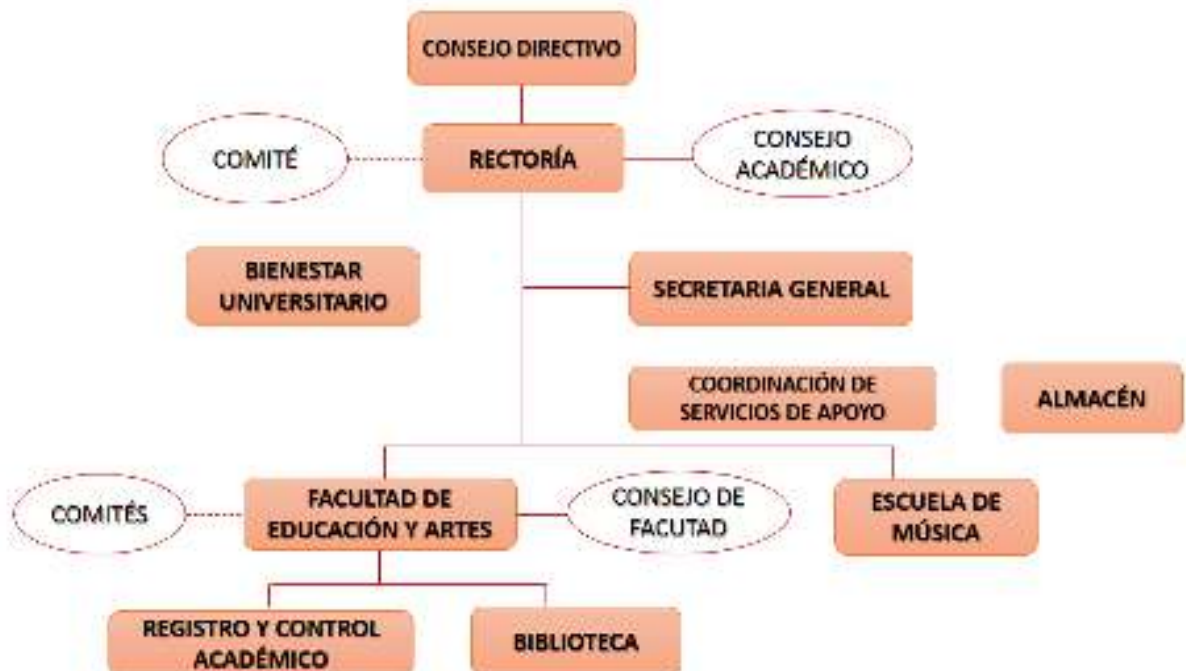 CONSEJO DIRECTIVO
COMITÉ
RECTORÍA
CONSEJO
ACADÉMICO
BIENESTAR
UNIVERSITARIO
SECRETARIA GENERAL
COORDINACIÓN DE
SERVICIOS DE APOYO
ALMACÉN
COMITÉS
FACULTAD DE
EDUCACIÓN Y ARTES
CONSEJO DE
FACUTAD
ESCUELA DE
MÚSICA
REGISTRO Y CONTROL
ACADÉMICO
BIBLIOTECA